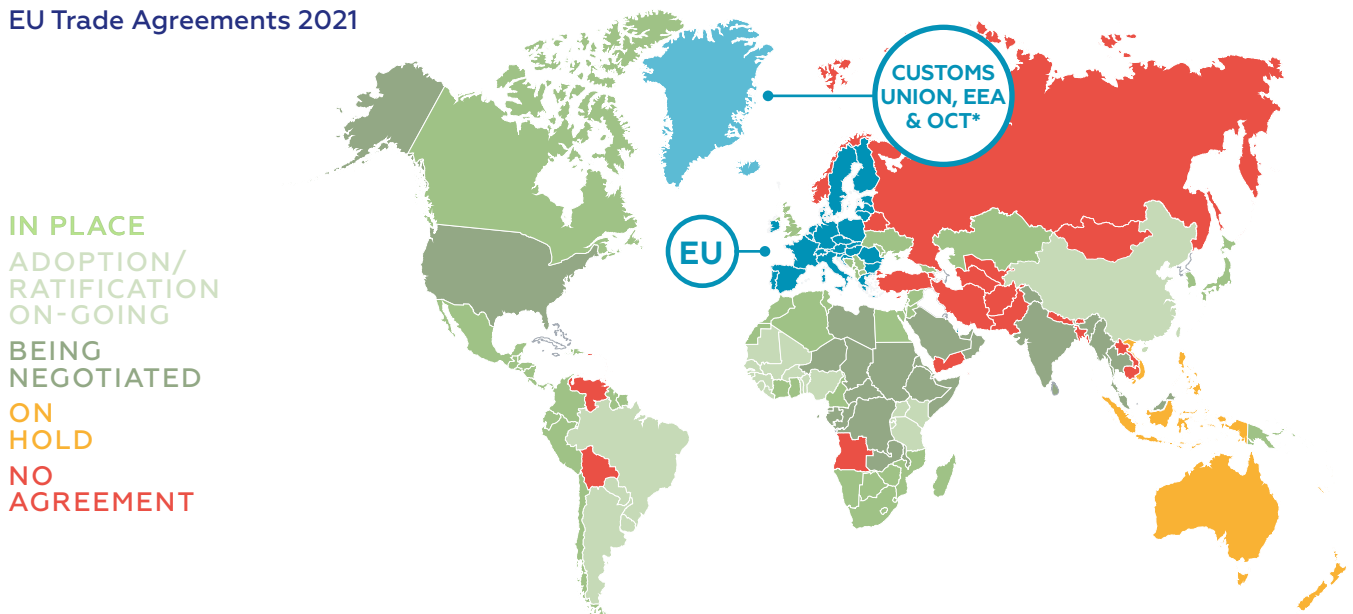 EU Trade Agreements 2021
CUSTOMS
UNION, EEA
& OCT*
EU
IN PLACE
ADOPTION/
RATIFICATION
ON-GOING
BEING
NEGOTIATED
ON
HOLD
NO
AGREEMENT